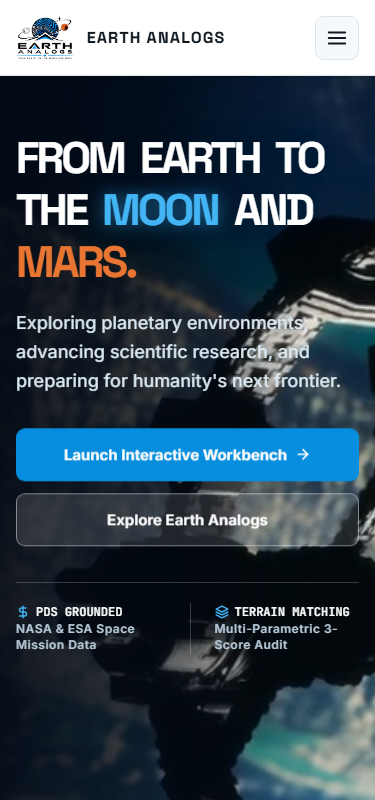 EARTH
ANALOGS
EARTH ANALOGS
FROM EARTH TO
THE MOON AND
MARS.
Exploring planetary environments,
advancing scientific research, and
preparing for humanity's next frontier.
Launch Interactive Workbench
Explore Earth Analogs
PDS GROUNDED
NASA & ESA Space
Mission Data
TERRAIN MATCHING
Multi-Parametric 3-
Score Audit